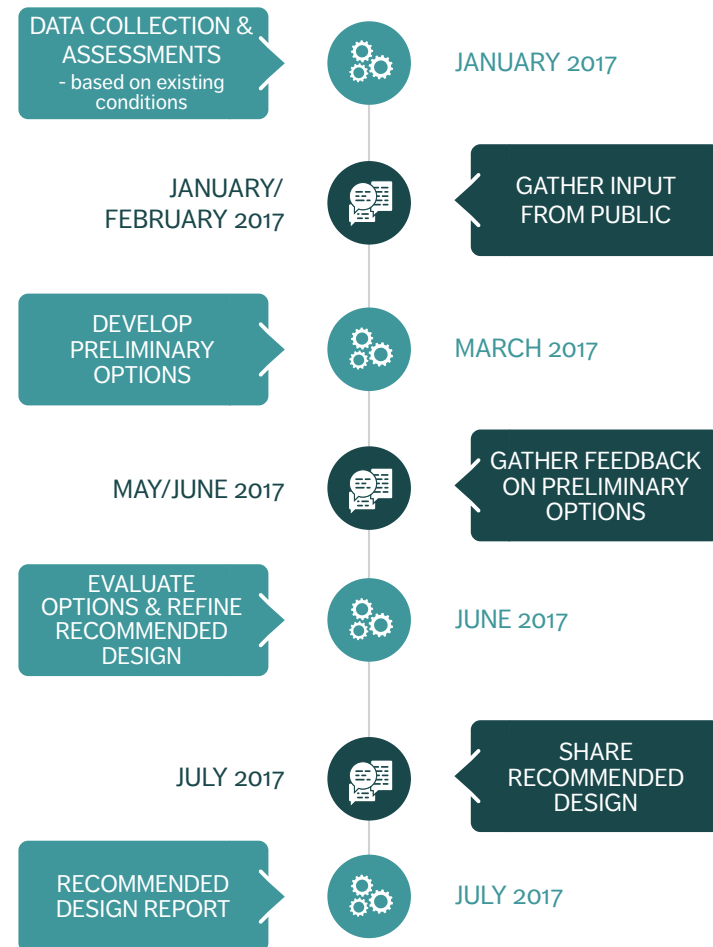 DATA COLLECTION &
ASSESSMENTS
- based on existing
conditions
JANUARY 2017
JANUARY/
FEBRUARY 2017
GATHER INPUT
FROM PUBLIC
DEVELOP
PRELIMINARY
OPTIONS
MARCH 2017
MAY/JUNE 2017
GATHER FEEDBACK
ON PRELIMINARY
OPTIONS
EVALUATE
OPTIONS & REFINE
RECOMMENDED
DESIGN
JUNE 2017
JULY 2017
SHARE
RECOMMENDED
DESIGN
RECOMMENDED
DESIGN REPORT
JULY 2017